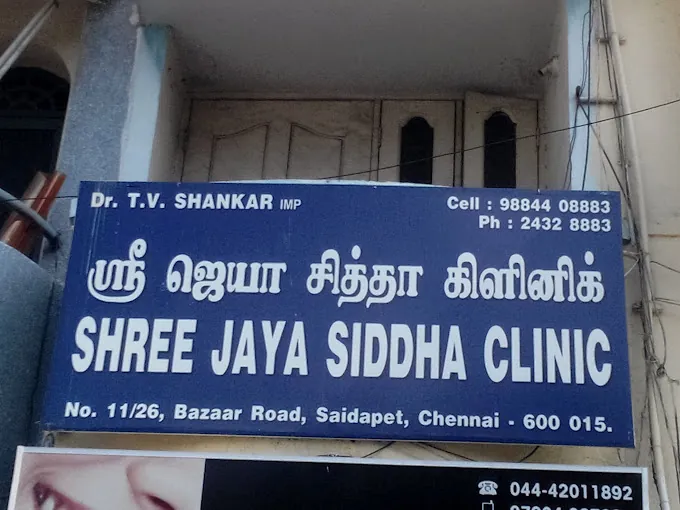 Dr. T.V. SHANKAR IMP
Cell : 98844 08883
Ph : 2432 8883
ஸ்ரீ ஜெயா சித்தா கிளினிக்
SHREE JAYA SIDDHA CLINIC
No. 11/26, Bazaar Road, Saidapet, Chennai - 600 015.
☎ 044-42011892